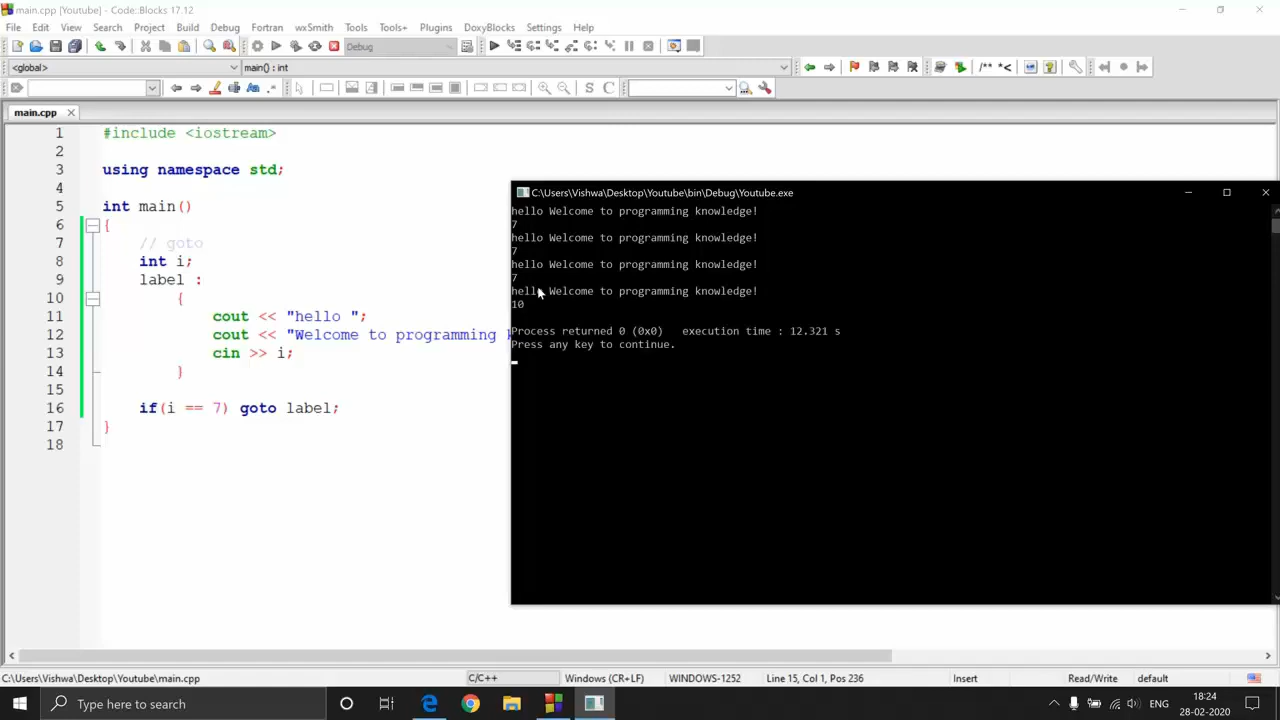 main.cpp [Youtube] - Code::Blocks 17.12
File Edit View Search Project Build Debug Fortran wxSmith Tools Tools+ Plugins DoxyBlocks Settings Help
Debug
<global> main() : int
/** *<
S C
main.cpp
1 #include <iostream>
2
3 using namespace std;
4
5 int main()
6 {
7 // goto
8 int i;
9 label :
10 {
11 cout << "hello ";
12 cout << "Welcome to programming
13 cin >> i;
14 }
15
16 if(i == 7) goto label;
17 }
18
C:\Users\Vishwa\Desktop\Youtube\bin\Debug\Youtube.exe
hello Welcome to programming knowledge!
7
hello Welcome to programming knowledge!
7
hello Welcome to programming knowledge!
7
hello Welcome to programming knowledge!
10
Process returned 0 (0x0) execution time : 12.321 s
Press any key to continue.
C:\Users\Vishwa\Desktop\Youtube\main.cpp C/C++ Windows (CR+LF) WINDOWS-1252 Line 15, Col 1, Pos 236 Insert Read/Write default
Type here to search
ENG
18:24
28-02-2020